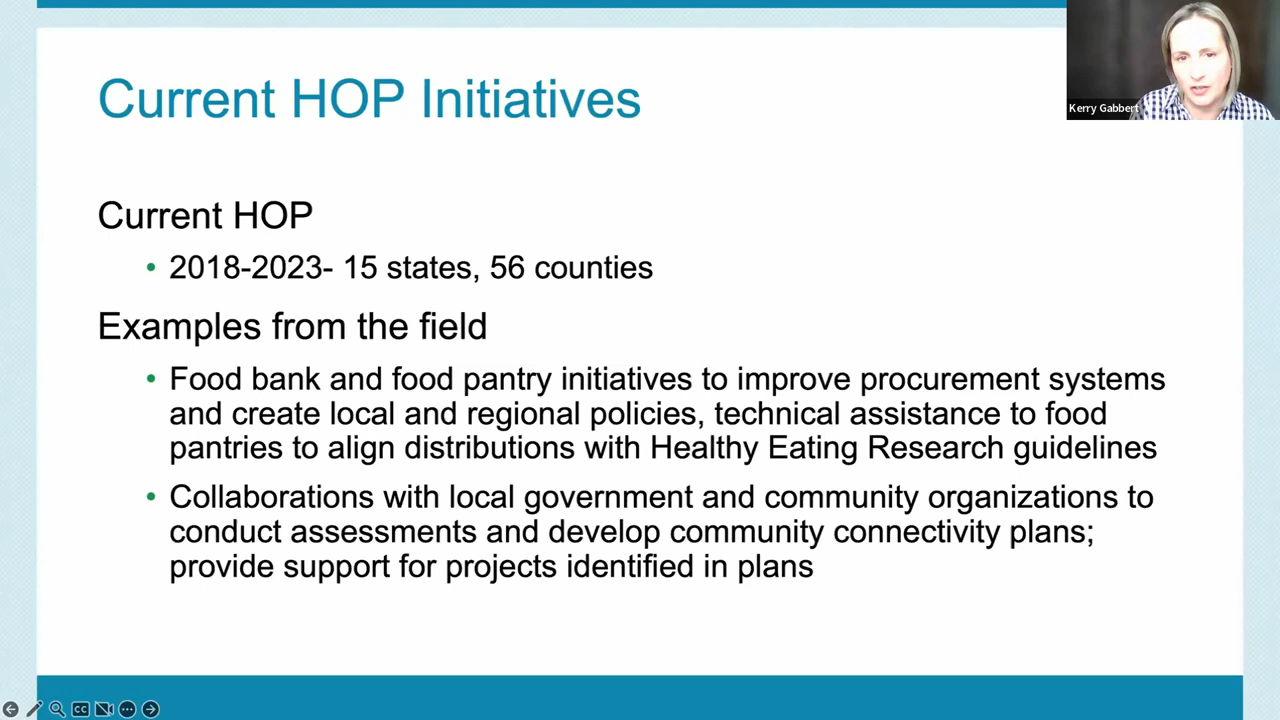 Current HOP Initiatives
Kerry Gabbert
Current HOP
• 2018-2023- 15 states, 56 counties
Examples from the field
• Food bank and food pantry initiatives to improve procurement systems
and create local and regional policies, technical assistance to food
pantries to align distributions with Healthy Eating Research guidelines
• Collaborations with local government and community organizations to
conduct assessments and develop community connectivity plans;
provide support for projects identified in plans
CC